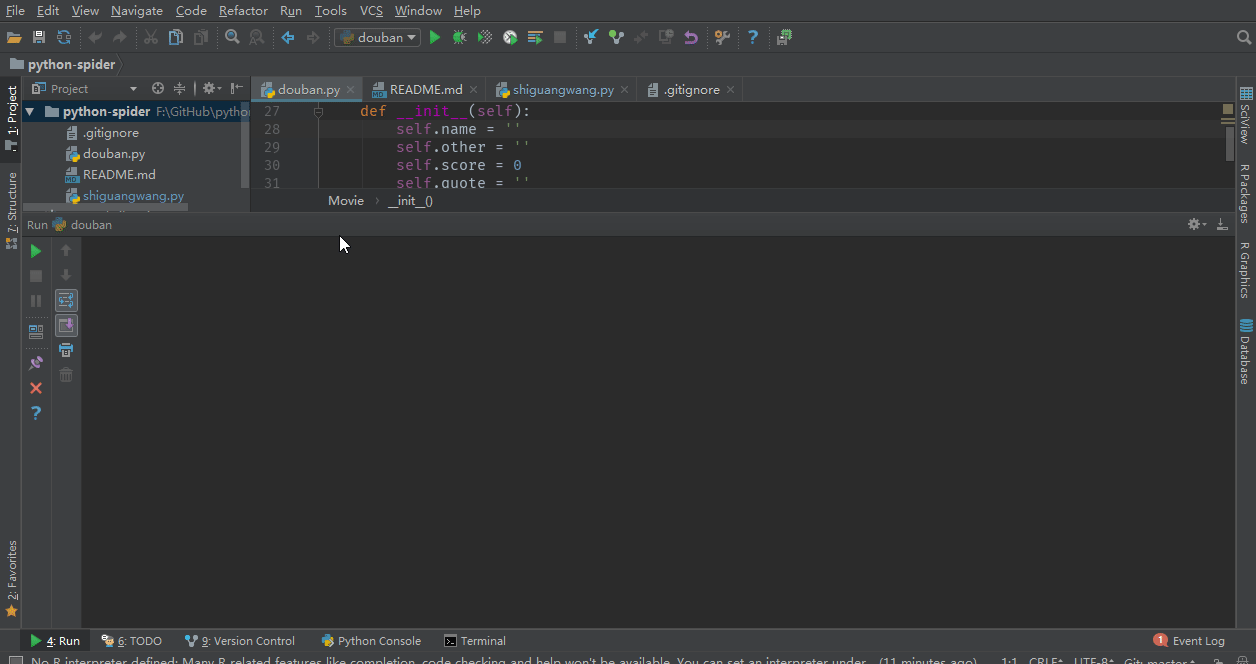 File Edit View Navigate Code Refactor Run Tools VCS Window Help
douban
python-spider
1: Project
Project
douban.py README.md shiguangwang.py .gitignore
python-spider F:\GitHub\pytho
.gitignore
douban.py
README.md
shiguangwang.py
27 def __init__(self):
28 self.name = ''
29 self.other = ''
30 self.score = 0
31 self.quote = ''
Movie __init__()
7: Structure
SciView
R Packages
R Graphics
Database
Run douban
2: Favorites
4: Run 6: TODO 9: Version Control Python Console Terminal 1 Event Log
No R interpreter defined: Many R related features like completion, code checking and help won't be available. You can set an interpreter under... (11 minutes ago) 1:1 CRLF UTF-8 Git: master